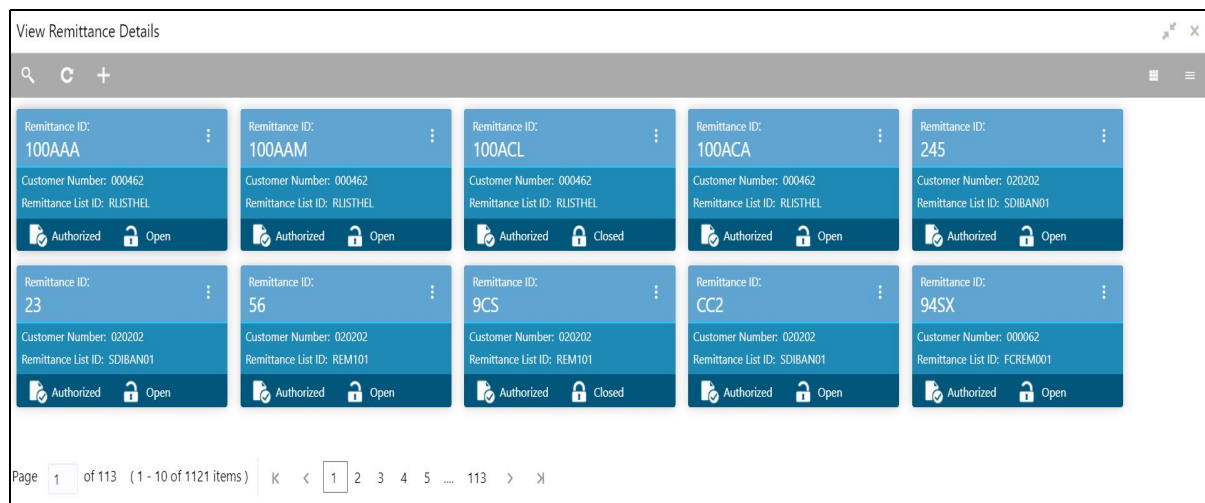 View Remittance Details
Remittance ID:
100AAA
Customer Number: 000462
Remittance List ID: RLISTHEL
Authorized Open
Remittance ID:
100AAM
Customer Number: 000462
Remittance List ID: RLISTHEL
Authorized Open
Remittance ID:
100ACL
Customer Number: 000462
Remittance List ID: RLISTHEL
Authorized Closed
Remittance ID:
100ACA
Customer Number: 000462
Remittance List ID: RLISTHEL
Authorized Open
Remittance ID:
245
Customer Number: 020202
Remittance List ID: SDIBAN01
Authorized Open
Remittance ID:
23
Customer Number: 020202
Remittance List ID: SDIBAN01
Authorized Open
Remittance ID:
56
Customer Number: 020202
Remittance List ID: REM101
Authorized Open
Remittance ID:
9CS
Customer Number: 020202
Remittance List ID: REM101
Authorized Closed
Remittance ID:
CC2
Customer Number: 020202
Remittance List ID: SDIBAN01
Authorized Open
Remittance ID:
94SX
Customer Number: 000062
Remittance List ID: FCREM001
Authorized Open
Page 1 of 113 ( 1 - 10 of 1121 items ) 1 2 3 4 5 .... 113